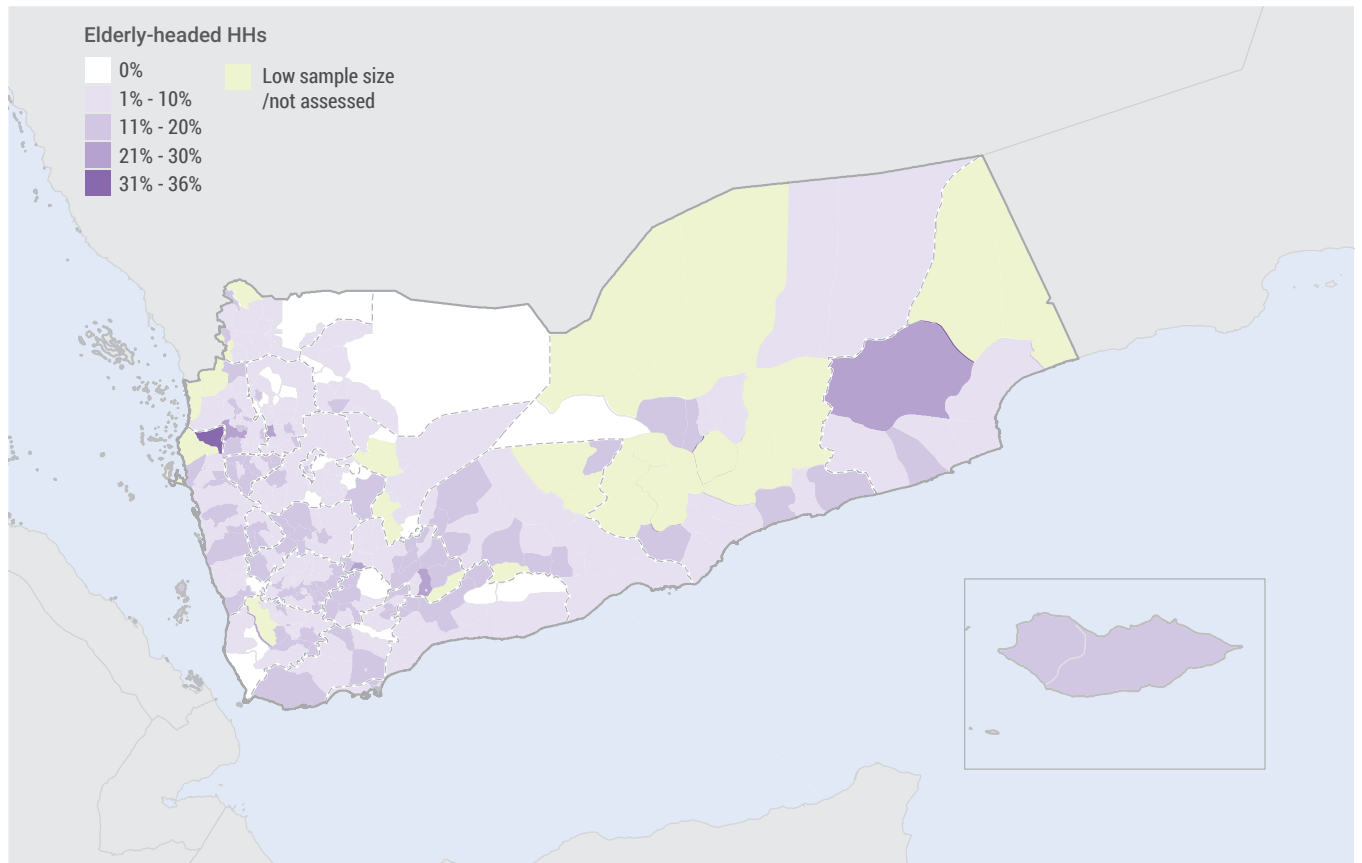 Elderly-headed HHs
0%
1% - 10%
11% - 20%
21% - 30%
31% - 36%
Low sample size
/not assessed